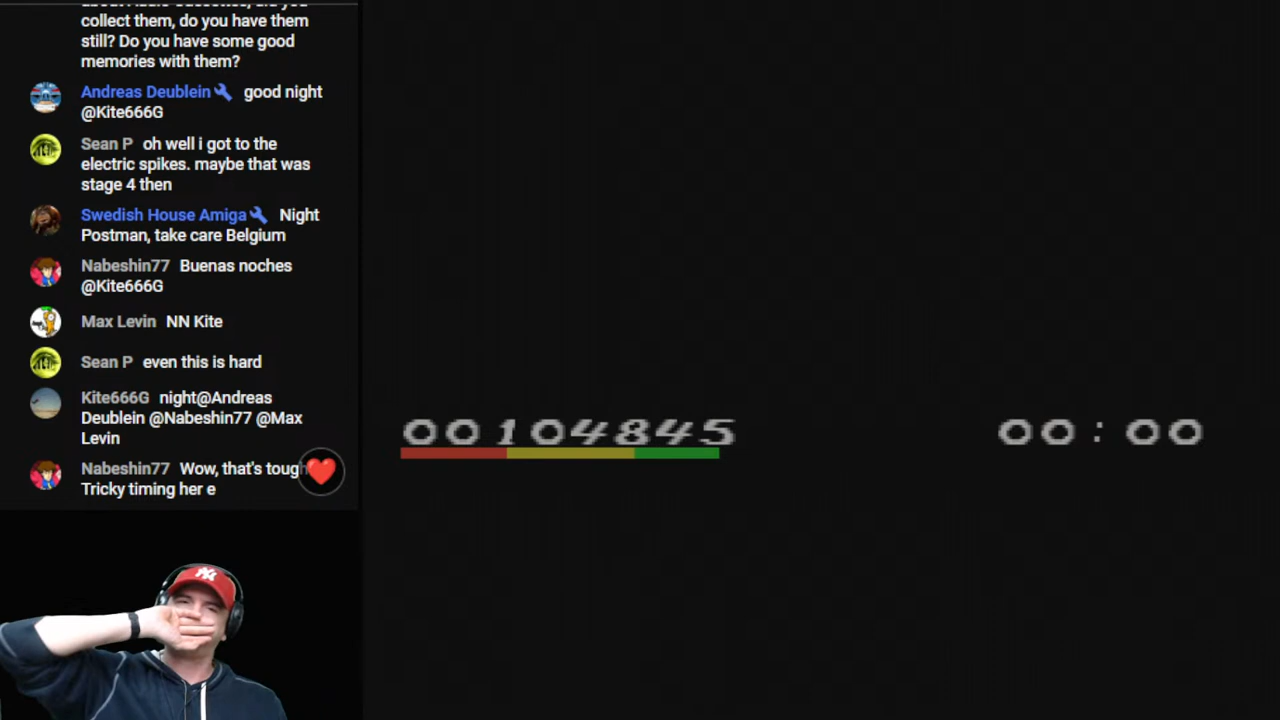 collect them, do you have them
still? Do you have some good
memories with them?
Andreas Deublein good night
@Kite666G
Sean P oh well i got to the
electric spikes. maybe that was
stage 4 then
Swedish House Amiga Night
Postman, take care Belgium
Nabeshin77 Buenas noches
@Kite666G
Max Levin NN Kite
Sean P even this is hard
Kite666G night@Andreas
Deublein @Nabeshin77 @Max
Levin
Nabeshin77 Wow, that's tough
Tricky timing her e
00104845
00:00